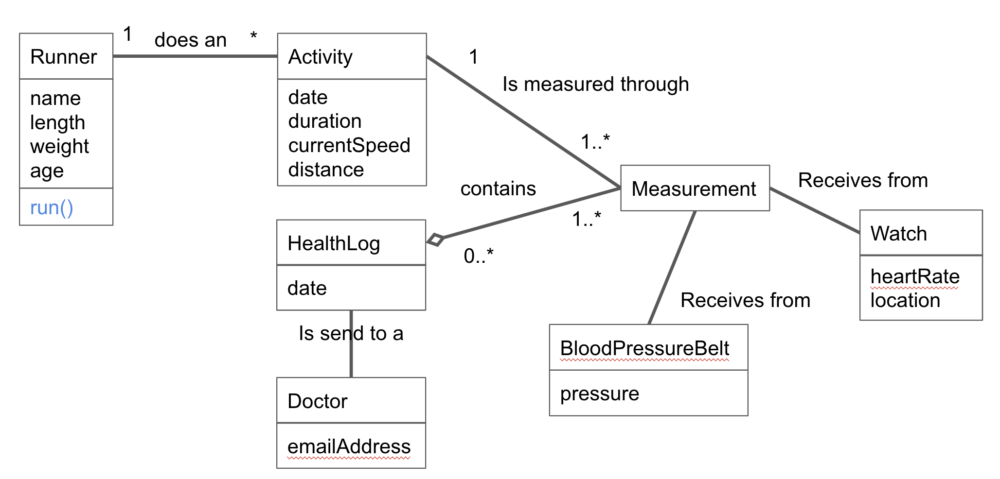 Runner
name
length
weight
age
run()
1
does an
*
Activity
date
duration
currentSpeed
distance
1
Is measured through
1..*
contains
1..*
0..*
HealthLog
date
Is send to a
Doctor
emailAddress
Measurement
Receives from
Watch
heartRate
location
Receives from
BloodPressureBelt
pressure